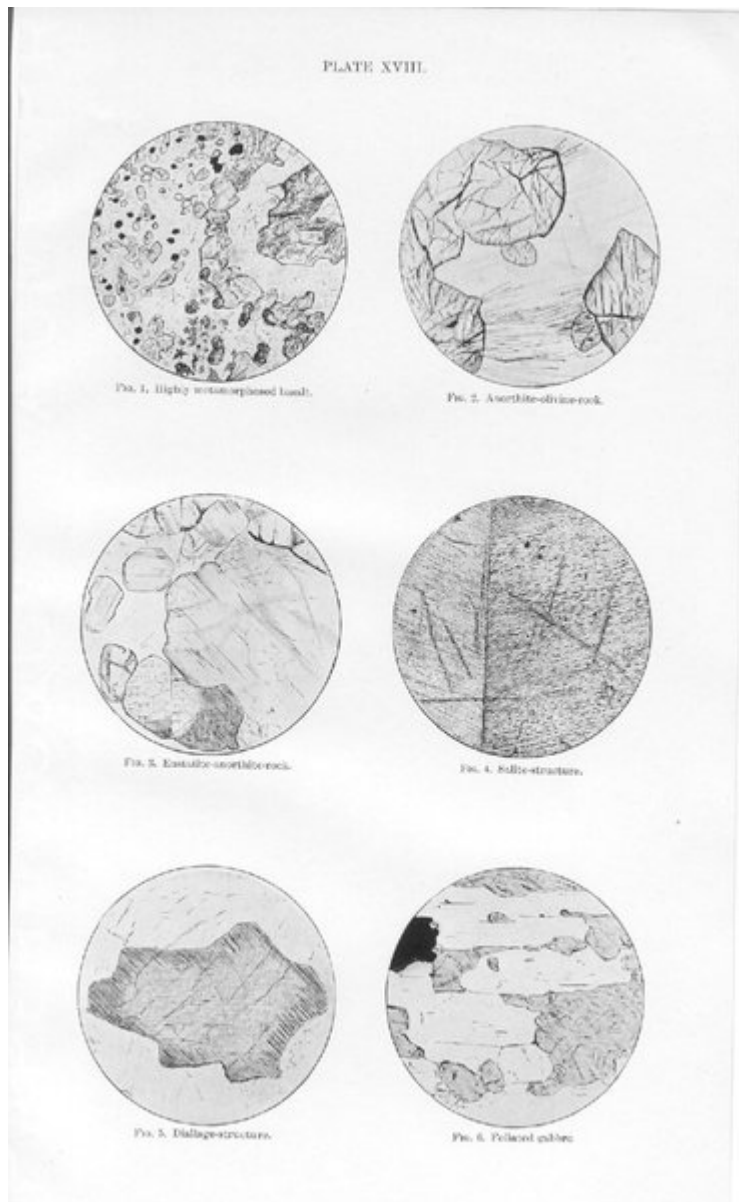 PLATE XVIII.
FIG. 1. Highly metamorphosed basalt.
FIG. 2. Anorthite-olivine-rock.
FIG. 3. Enstatite-anorthite-rock.
FIG. 4. Salite-structure.
FIG. 5. Diallage-structure.
FIG. 6. Foliated gabbro.